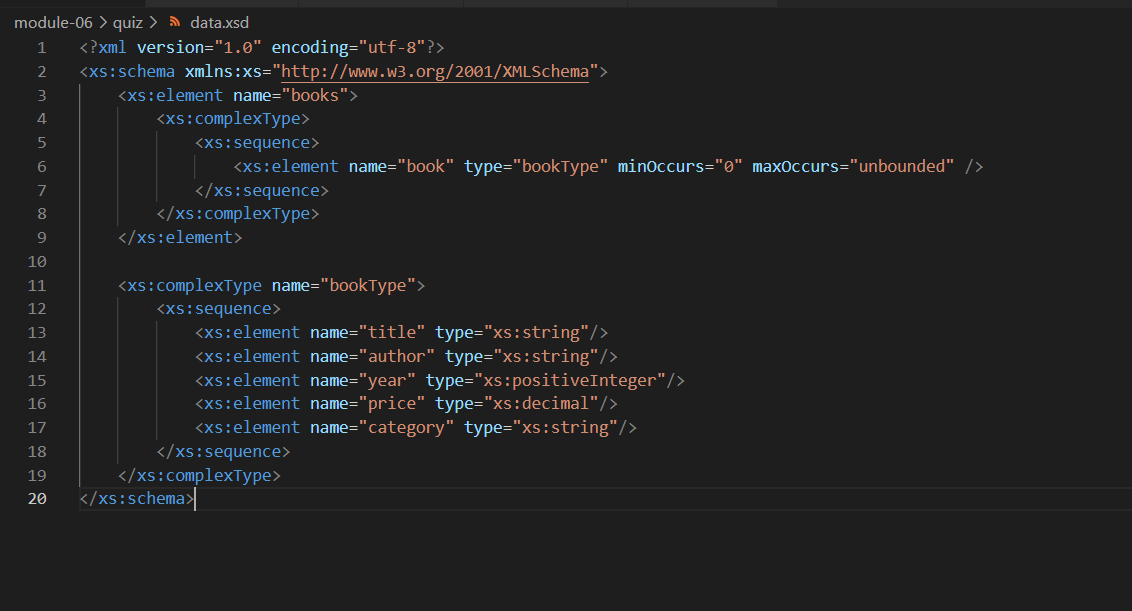 module-06 > quiz > data.xsd
1 <?xml version="1.0" encoding="utf-8"?>
2 <xs:schema xmlns:xs="http://www.w3.org/2001/XMLSchema">
3     <xs:element name="books">
4         <xs:complexType>
5             <xs:sequence>
6                 <xs:element name="book" type="bookType" minOccurs="0" maxOccurs="unbounded" />
7             </xs:sequence>
8         </xs:complexType>
9     </xs:element>
10
11     <xs:complexType name="bookType">
12         <xs:sequence>
13             <xs:element name="title" type="xs:string"/>
14             <xs:element name="author" type="xs:string"/>
15             <xs:element name="year" type="xs:positiveInteger"/>
16             <xs:element name="price" type="xs:decimal"/>
17             <xs:element name="category" type="xs:string"/>
18         </xs:sequence>
19     </xs:complexType>
20 </xs:schema>